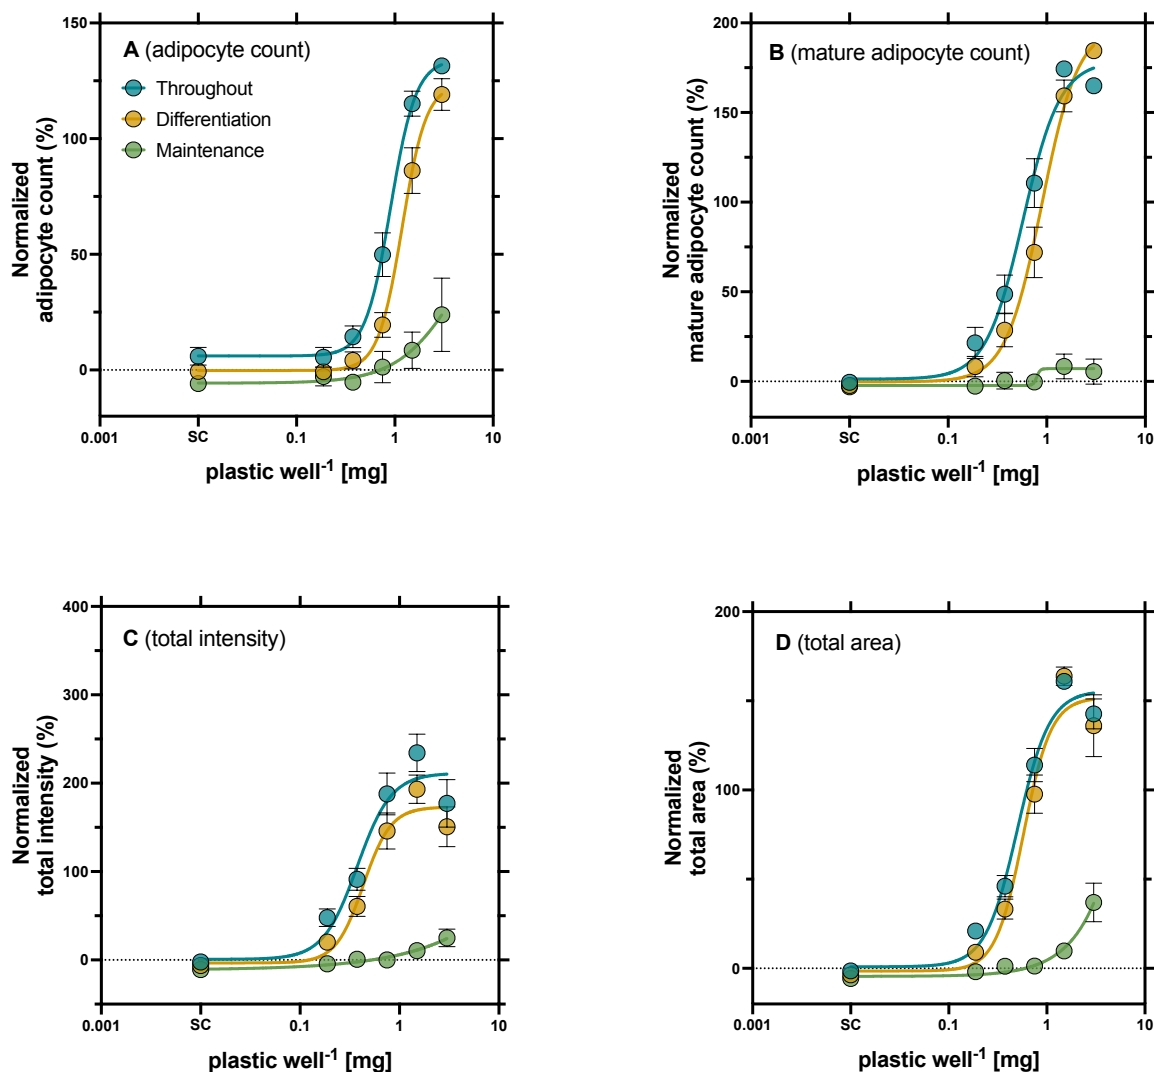 A (adipocyte count)
Throughout
Differentiation
Maintenance
Normalized
adipocyte count (%)
150
100
50
0
0.001
SC
0.1
1
10
plastic well⁻¹ [mg]
B (mature adipocyte count)
Normalized
mature adipocyte count (%)
200
150
100
50
0
0.001
SC
0.1
1
10
plastic well⁻¹ [mg]
C (total intensity)
Normalized
total intensity (%)
400
300
200
100
0
0.001
SC
0.1
1
10
plastic well⁻¹ [mg]
D (total area)
Normalized
total area (%)
200
100
0
0.001
SC
0.1
1
10
plastic well⁻¹ [mg]